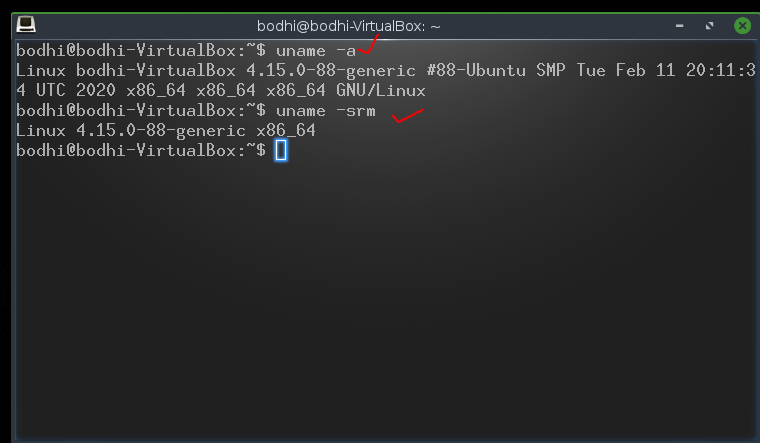 bodhi@bodhi-VirtualBox: ~
bodhi@bodhi-VirtualBox:~$ uname -a
Linux bodhi-VirtualBox 4.15.0-88-generic #88-Ubuntu SMP Tue Feb 11 20:11:3
4 UTC 2020 x86_64 x86_64 x86_64 GNU/Linux
bodhi@bodhi-VirtualBox:~$ uname -srm
Linux 4.15.0-88-generic x86_64
bodhi@bodhi-VirtualBox:~$